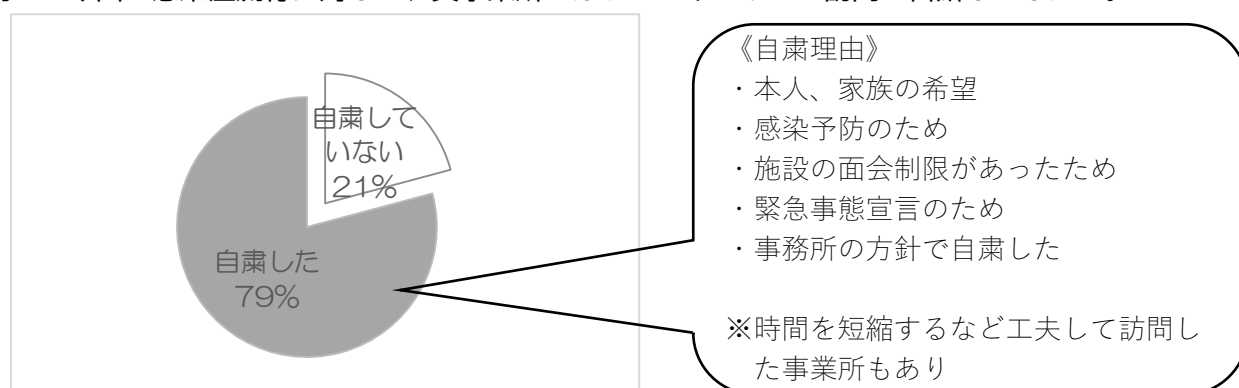 自粛して
いない
21%
自粛した
79%
《自粛理由》
・本人、家族の希望
・感染予防のため
・施設の面会制限があったため
・緊急事態宣言のため
・事務所の方針で自粛した
※時間を短縮するなど工夫して訪問し
た事業所もあり